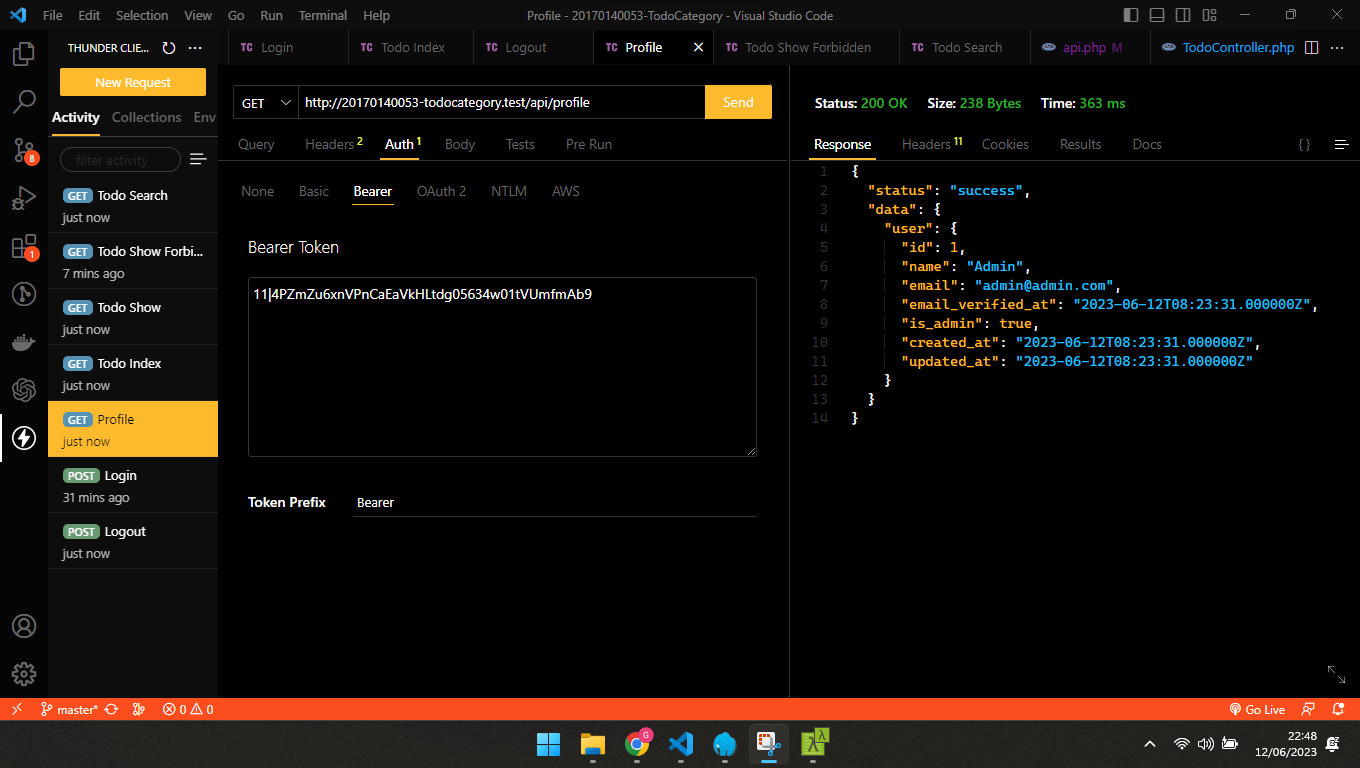 File Edit Selection View Go Run Terminal Help
Profile - 20170140053-TodoCategory - Visual Studio Code
THUNDER CLIE... ···
TC Login
TC Todo Index
TC Logout
TC Profile
TC Todo Show Forbidden
TC Todo Search
api.php M
TodoController.php ···
New Request
Activity Collections Env
filter activity
GET Todo Search
just now
GET Todo Show Forbi...
7 mins ago
GET Todo Show
just now
GET Todo Index
just now
GET Profile
just now
POST Login
31 mins ago
POST Logout
just now
8
1
GET http://20170140053-todocategory.test/api/profile Send
Query Headers 2 Auth 1 Body Tests Pre Run
None Basic Bearer OAuth 2 NTLM AWS
Bearer Token
11|4PZmZu6xnVPnCaEaVkHLtdg05634w01tVUmfmAb9
Token Prefix Bearer
Status: 200 OK Size: 238 Bytes Time: 363 ms
Response Headers 11 Cookies Results Docs { }
1 {
2 "status": "success",
3 "data": {
4 "user": {
5 "id": 1,
6 "name": "Admin",
7 "email": "admin@admin.com",
8 "email_verified_at": "2023-06-12T08:23:31.000000Z",
9 "is_admin": true,
10 "created_at": "2023-06-12T08:23:31.000000Z",
11 "updated_at": "2023-06-12T08:23:31.000000Z"
12 }
13 }
14 }
master* 0 0
Go Live
G
22:48
12/06/2023